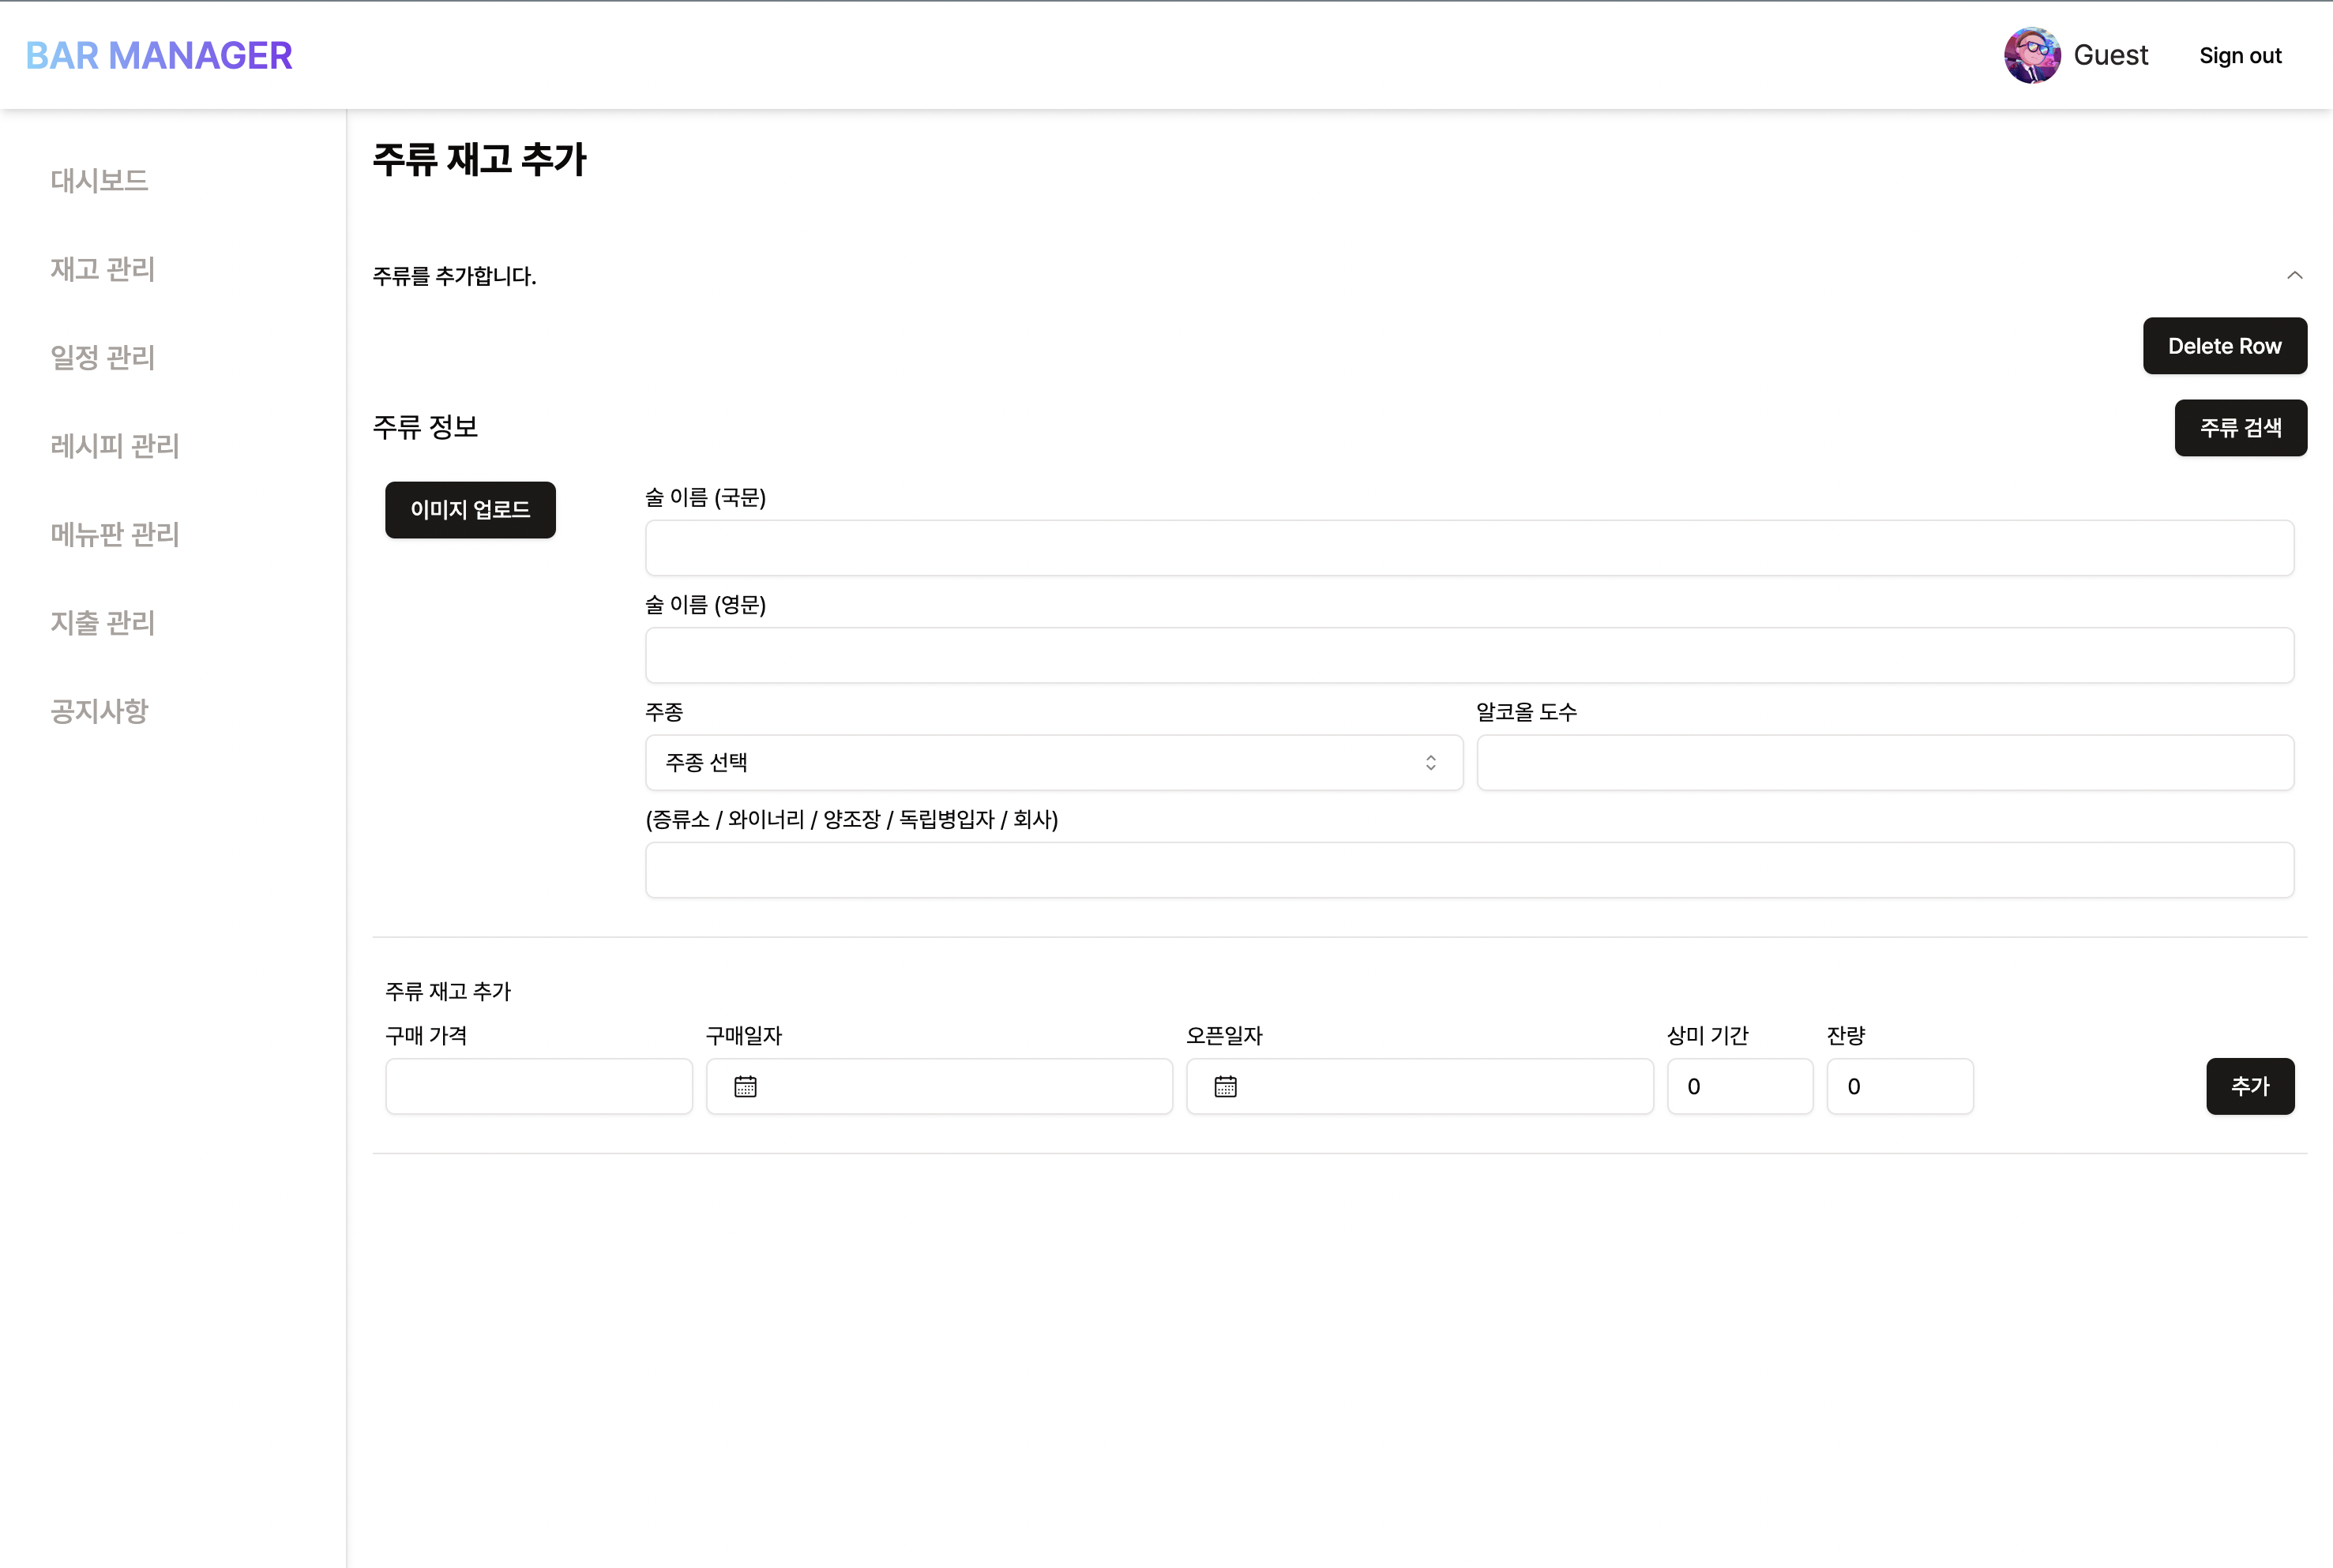 BAR MANAGER
Guest
Sign out
대시보드
재고 관리
일정 관리
레시피 관리
메뉴판 관리
지출 관리
공지사항
주류 재고 추가
주류를 추가합니다.
Delete Row
주류 정보
주류 검색
이미지 업로드
술 이름 (국문)
술 이름 (영문)
주종
알코올 도수
주종 선택
(증류소 / 와이너리 / 양조장 / 독립병입자 / 회사)
주류 재고 추가
구매 가격
구매일자
오픈일자
상미 기간
잔량
0
0
추가